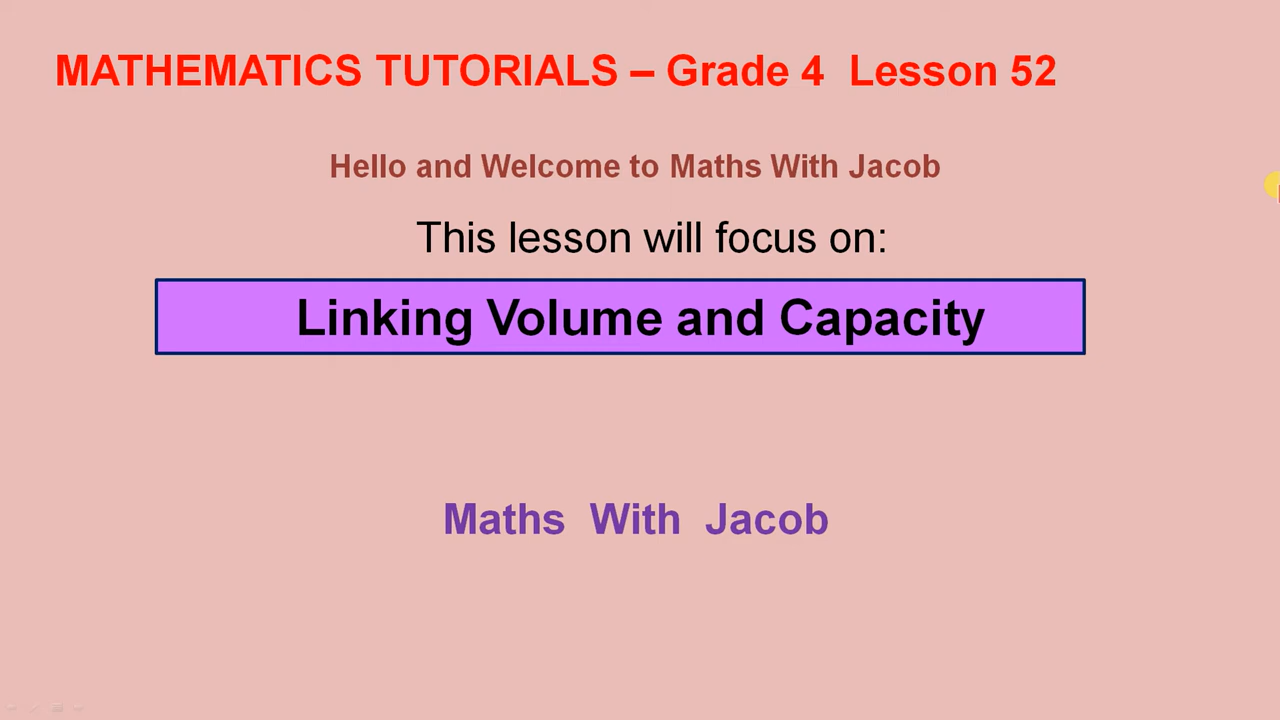 MATHEMATICS TUTORIALS – Grade 4 Lesson 52
Hello and Welcome to Maths With Jacob
This lesson will focus on:
Linking Volume and Capacity
Maths With Jacob